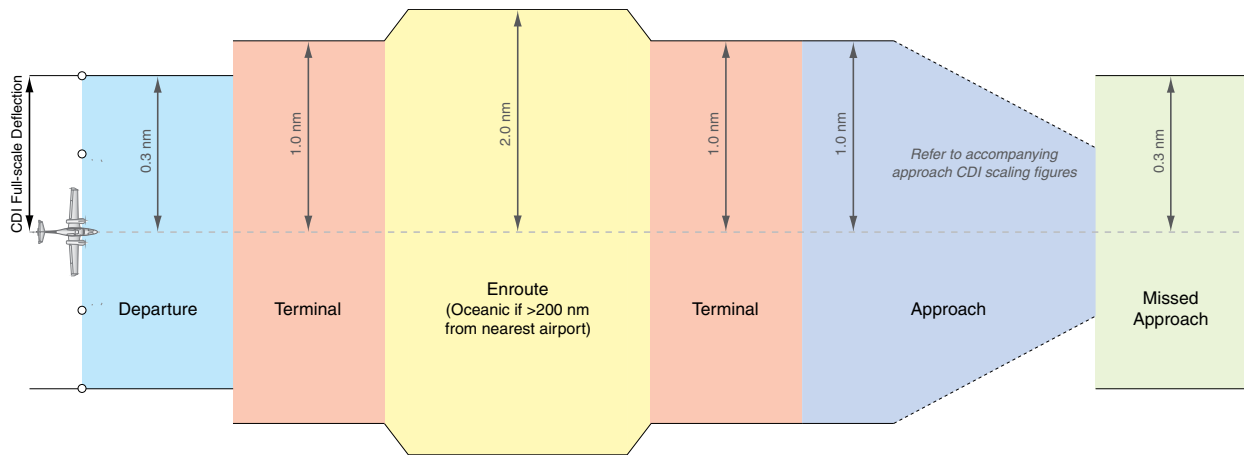 CDI Full-scale Deflection
0.3 nm
1.0 nm
2.0 nm
1.0 nm
1.0 nm
0.3 nm
Refer to accompanying
approach CDI scaling figures
Departure
Terminal
Enroute
(Oceanic if >200 nm
from nearest airport)
Terminal
Approach
Missed
Approach